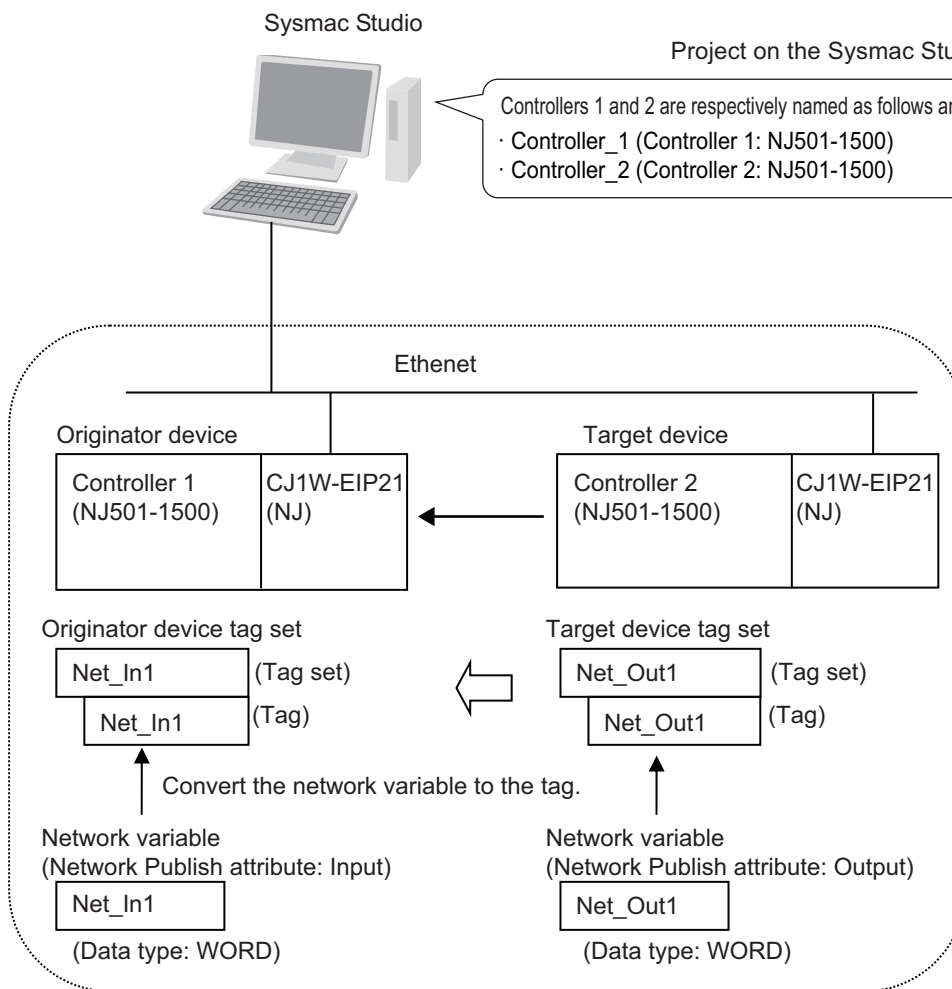 Sysmac Studio
Project on the Sysmac Stu
Controllers 1 and 2 are respectively named as follows
· Controller_1 (Controller 1: NJ501-1500)
· Controller_2 (Controller 2: NJ501-1500)
Ethenet
Originator device
Target device
Controller 1
(NJ501-1500)
CJ1W-EIP21
(NJ)
Controller 2
(NJ501-1500)
CJ1W-EIP21
(NJ)
Originator device tag set
Target device tag set
Net_In1
(Tag set)
Net_In1
(Tag)
Net_Out1
(Tag set)
Net_Out1
(Tag)
Convert the network variable to the tag.
Network variable
(Network Publish attribute: Input)
Net_In1
(Data type: WORD)
Network variable
(Network Publish attribute: Output)
Net_Out1
(Data type: WORD)